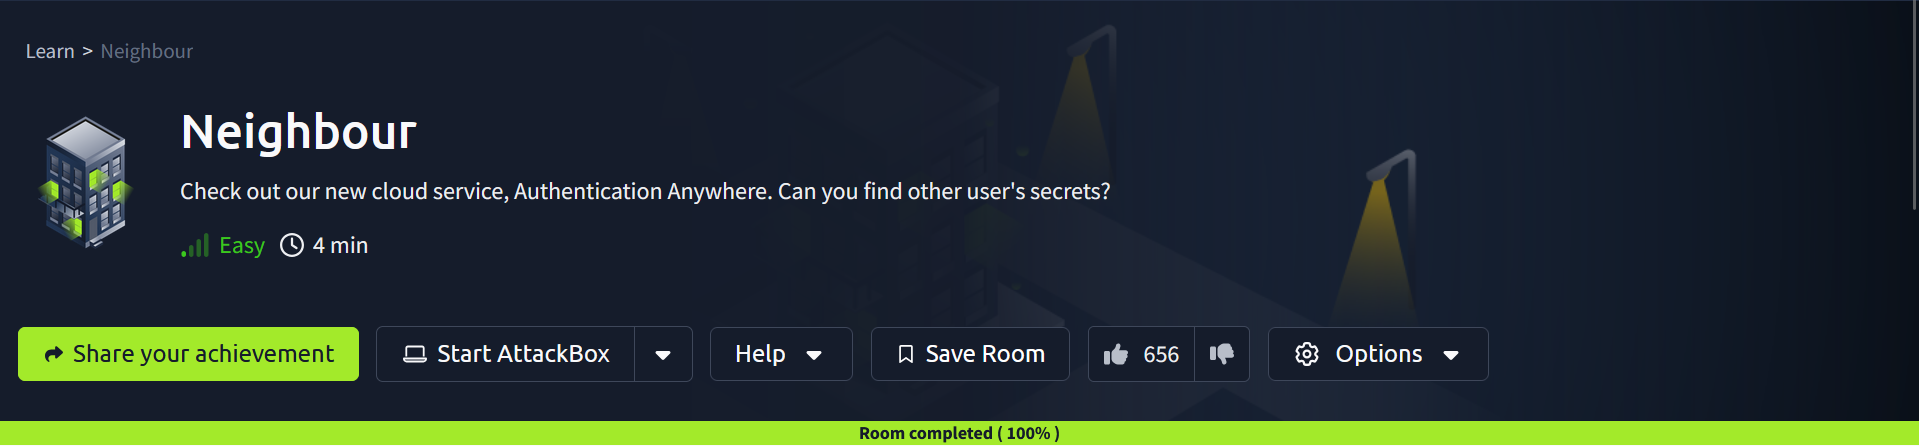 Learn > Neighbour
Neighbour
Check out our new cloud service, Authentication Anywhere. Can you find other user's secrets?
Easy 4 min
Share your achievement Start AttackBox Help Save Room 656 Options
Room completed ( 100% )